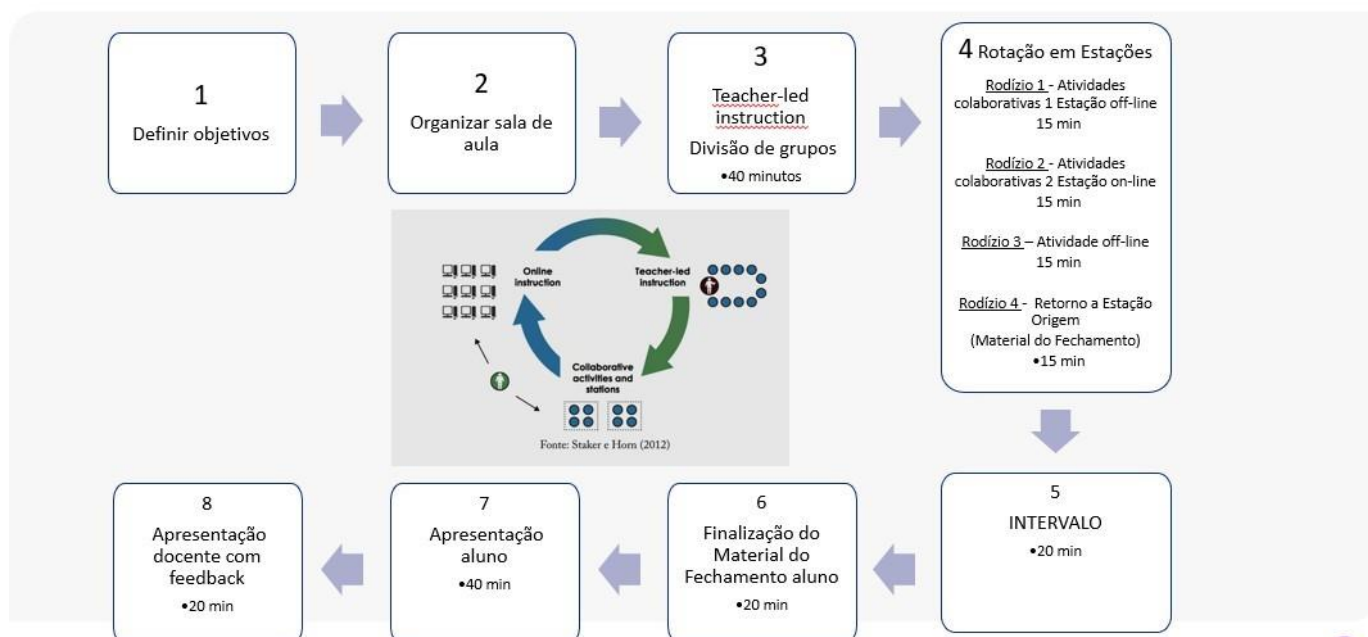 1
Definir objetivos
2
Organizar sala de
aula
3
Teacher-led
instruction
Divisão de grupos
•40 minutos
4 Rotação em Estações
Rodízio 1 - Atividades
colaborativas 1 Estação off-line
15 min
Rodízio 2 - Atividades
colaborativas 2 Estação on-line
15 min
Rodízio 3 – Atividade off-line
15 min
Rodízio 4 - Retorno a Estação
Origem
(Material do Fechamento)
•15 min
Online
instruction
Teacher-led
instruction
Collaborative
activities and
stations
Fonte: Staker e Horn (2012)
5
INTERVALO
•20 min
6
Finalização do
Material do
Fechamento aluno
•20 min
7
Apresentação
aluno
•40 min
8
Apresentação
docente com
feedback
•20 min